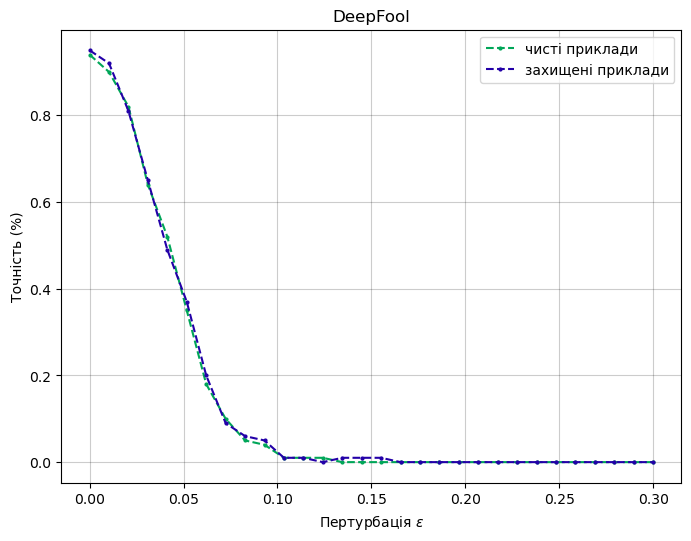 DeepFool
чисті приклади
захищені приклади
Точність (%)
0.8
0.6
0.4
0.2
0.0
0.00 0.05 0.10 0.15 0.20 0.25 0.30
Пертурбація ε